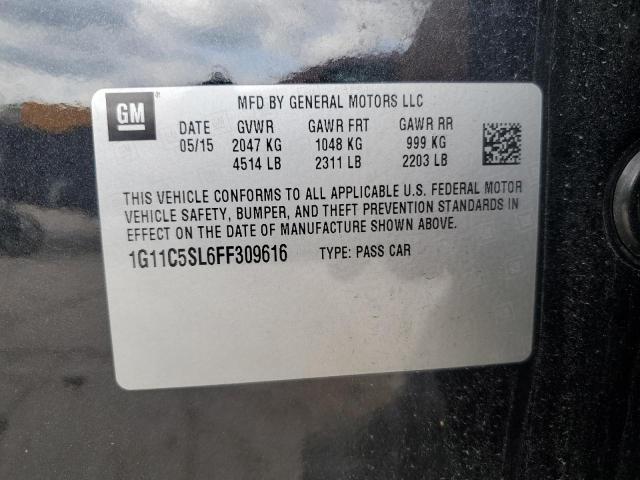 GM
MFD BY GENERAL MOTORS LLC
DATE GVWR GAWR FRT GAWR RR
05/15 2047 KG 1048 KG 999 KG
4514 LB 2311 LB 2203 LB
THIS VEHICLE CONFORMS TO ALL APPLICABLE U.S. FEDERAL MOTOR
VEHICLE SAFETY, BUMPER, AND THEFT PREVENTION STANDARDS IN
EFFECT ON THE DATE OF MANUFACTURE SHOWN ABOVE.
1G11C5SL6FF309616 TYPE: PASS CAR